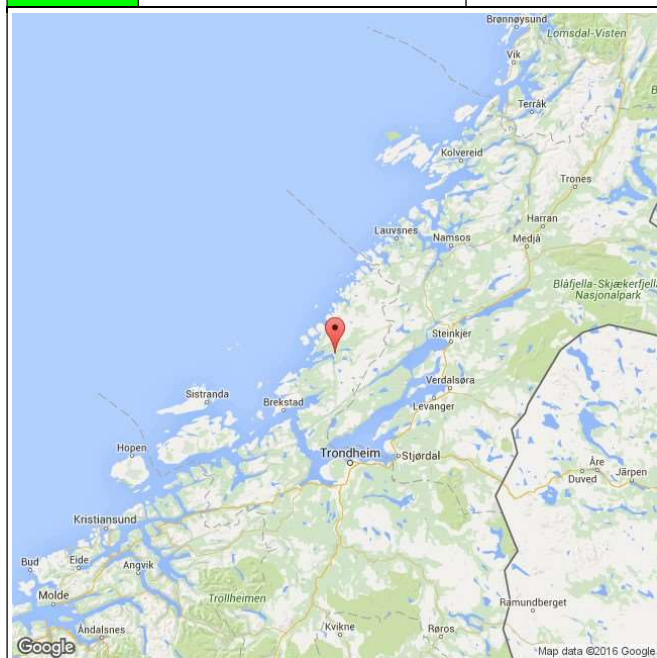 Brønnøysund
Lomsdal-Visten
Vik
Terråk
Kolvereid
Trones
Lauvsnes
Harran
Namsos
Medjå
Blåfjella-Skjækerfjella
Nasjonalpark
Steinkjer
Verdalsøra
Sistranda
Levanger
Brekstad
Hopen
Trondheim
Stjørdal
Åre
Duved
Järpen
Kristiansund
Bud
Eide
Angvik
Trollheimen
Molde
Ramundberget
Åndalsnes
Kvikne
Røros
Google
Map data ©2016 Google